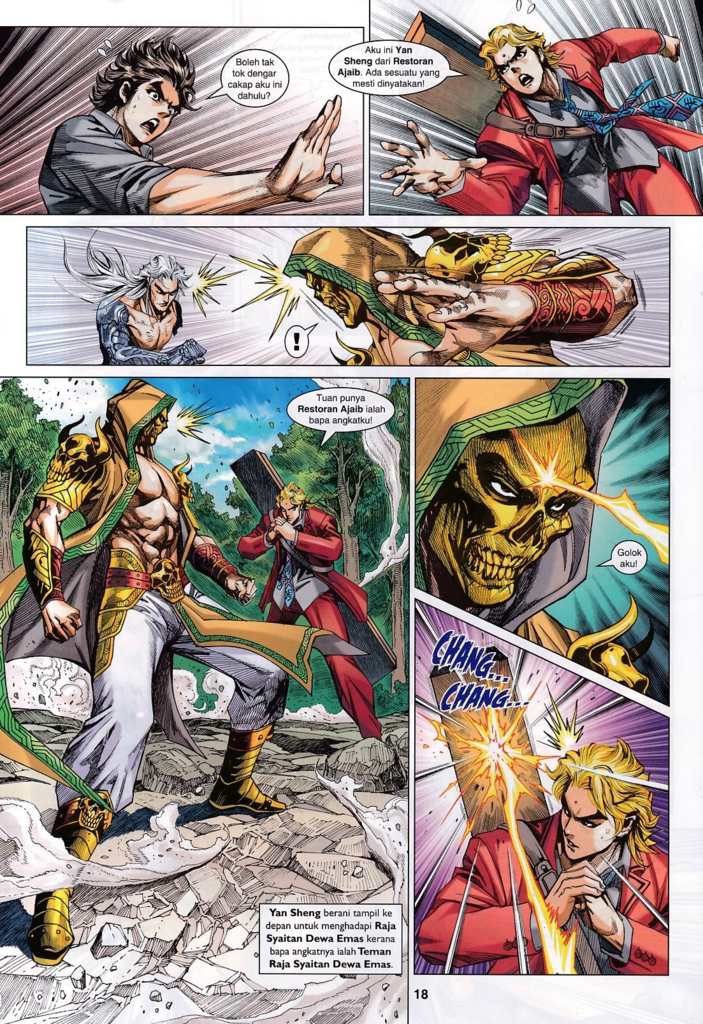 Boleh tak
tok dengar
cakap aku ini
dahulu?
Aku ini Yan
Sheng dari Restoran
Ajaib. Ada sesuatu yang
mesti dinyatakan!
!
Tuan punya
Restoran Ajaib ialah
bapa angkatku!
Golok
aku!
CHANG...
CHANG...
Yan Sheng berani tampil ke
depan untuk menghadapi Raja
Syaitan Dewa Emas kerana
bapa angkatnya ialah Teman
Raja Syaitan Dewa Emas.
18